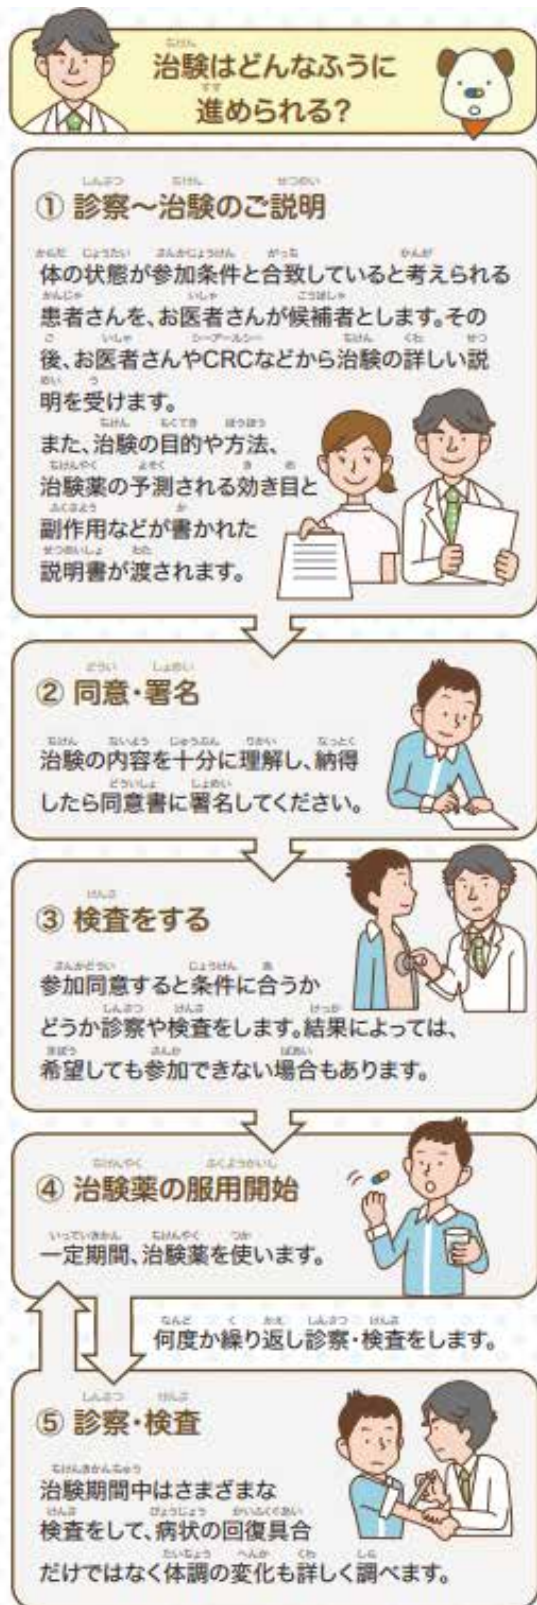 治験はどんなふうに
進められる?
① 診察～治験のご説明
体の状態が参加条件と合致していると考えられる
患者さんを、お医者さんが候補者とします。その
後、お医者さんやCRCなどから治験の詳しい説
明を受けます。
また、治験の目的や方法、
治験薬の予測される効き目と
副作用などが書かれた
説明書が渡されます。
② 同意・署名
治験の内容を十分に理解し、納得
したら同意書に署名してください。
③ 検査をする
参加同意すると条件に合うか
どうか診察や検査をします。結果によっては、
希望しても参加できない場合もあります。
④ 治験薬の服用開始
一定期間、治験薬を使います。
何度か繰り返し診察・検査をします。
⑤ 診察・検査
治験期間中はさまざまな
検査をして、病状の回復具合
だけではなく体調の変化も詳しく調べます。